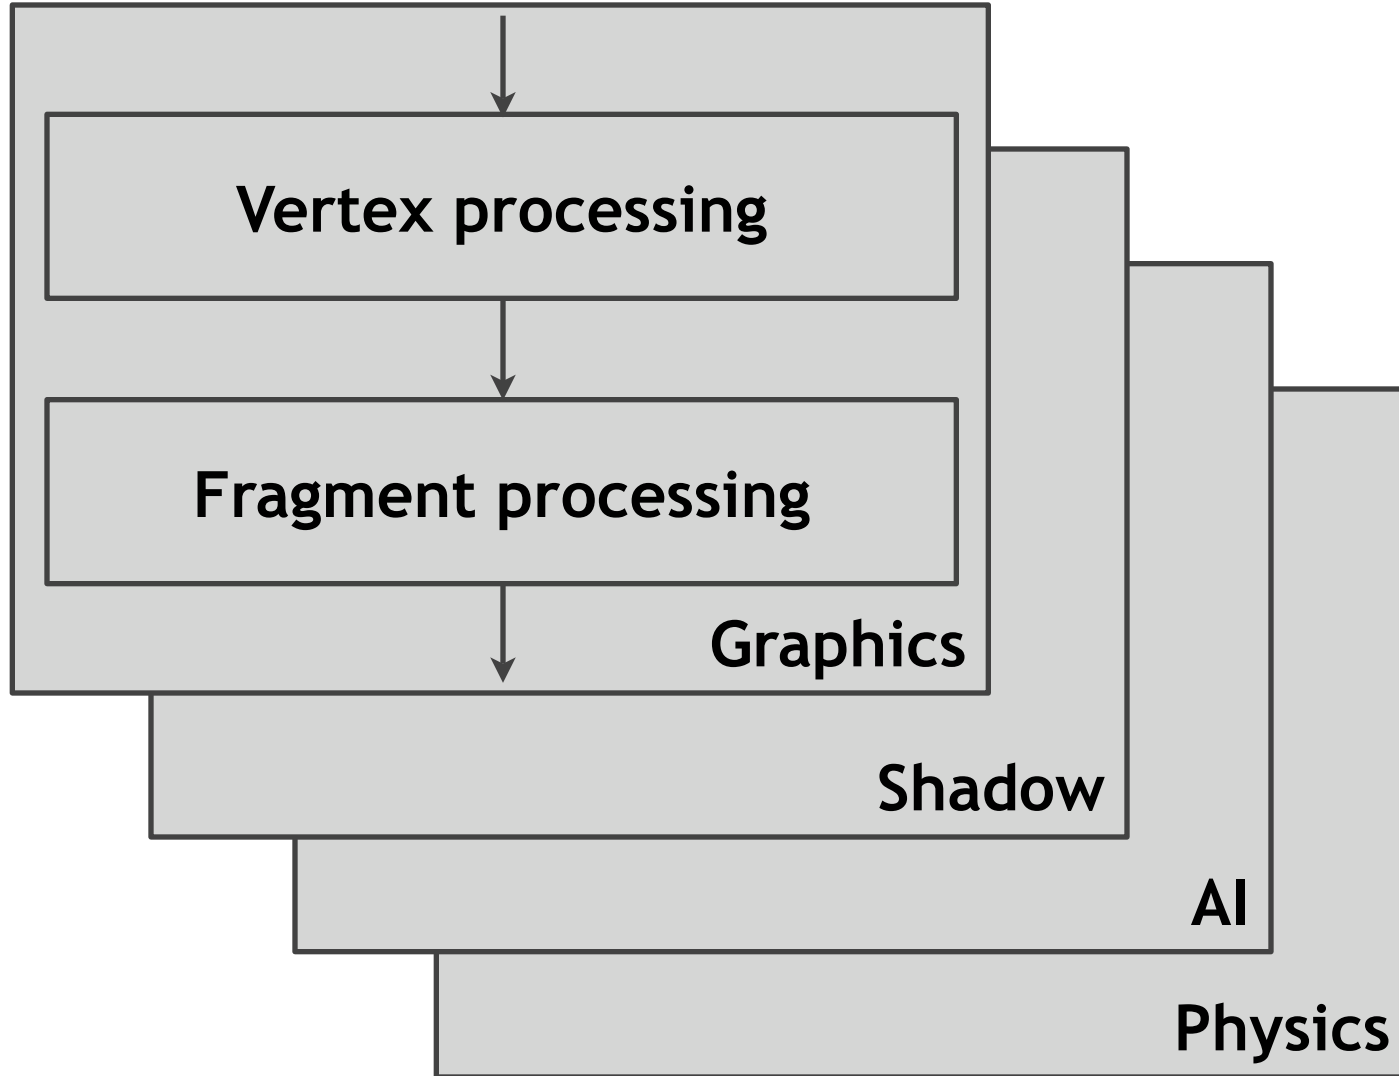 Vertex processing
Fragment processing
Graphics
Shadow
AI
Physics